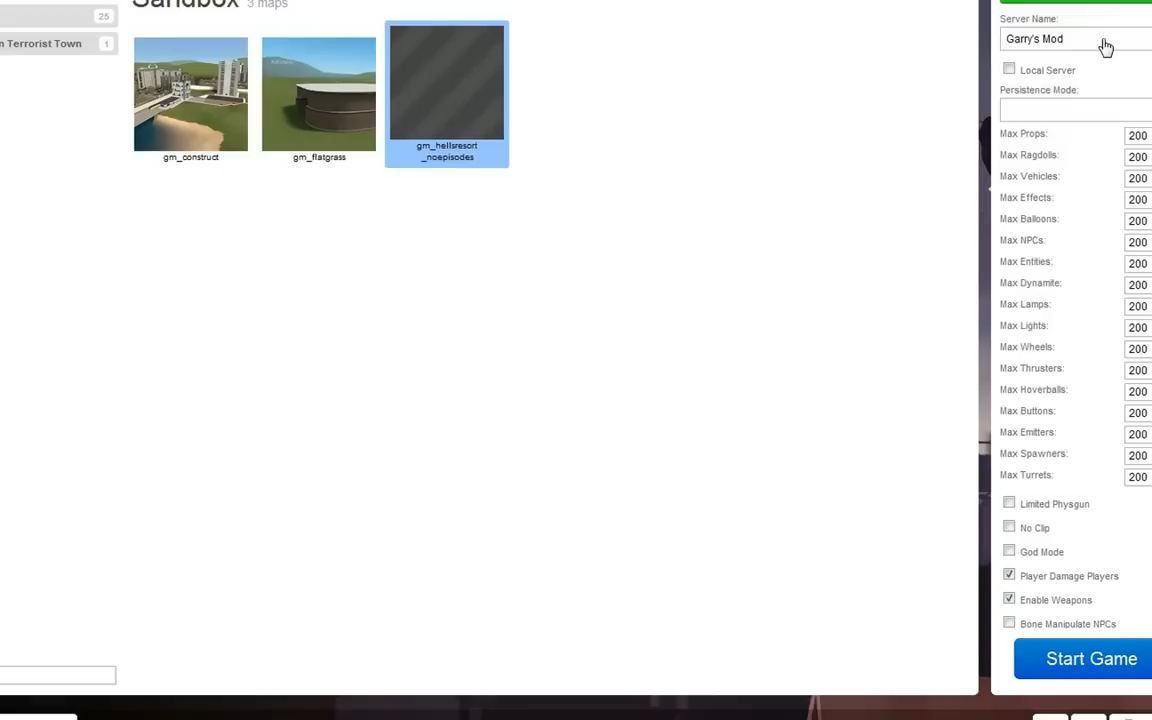 Sandbox 3 maps
25
n Terrorist Town 1
gm_construct
gm_flatgrass
gm_hellsresort
_noepisodes
Server Name:
Garry's Mod
Local Server
Persistence Mode:
Max Props: 200
Max Ragdolls: 200
Max Vehicles: 200
Max Effects: 200
Max Balloons: 200
Max NPCs: 200
Max Entities: 200
Max Dynamite: 200
Max Lamps: 200
Max Lights: 200
Max Wheels: 200
Max Thrusters: 200
Max Hoverballs: 200
Max Buttons: 200
Max Emitters: 200
Max Spawners: 200
Max Turrets: 200
Limited Physgun
No Clip
God Mode
Player Damage Players
Enable Weapons
Bone Manipulate NPCs
Start Game